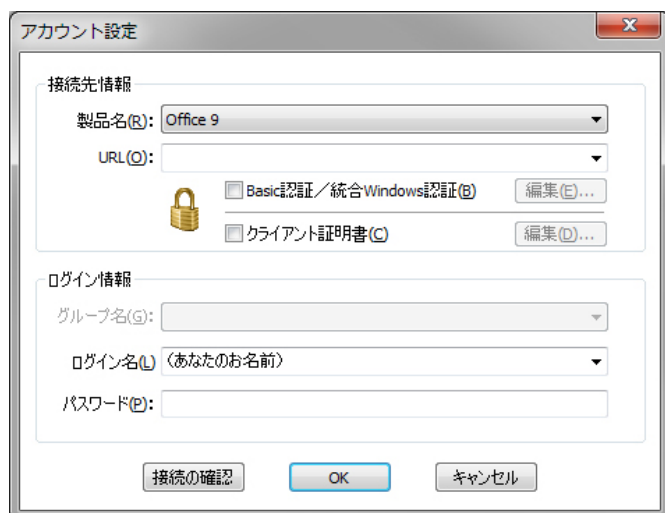 アカウント設定
接続先情報
製品名(R): Office 9
URL(O):
Basic認証／統合Windows認証(B) 編集(E)...
クライアント証明書(C) 編集(D)...
ログイン情報
グループ名(G):
ログイン名(L) (あなたのお名前)
パスワード(P):
接続の確認 OK キャンセル